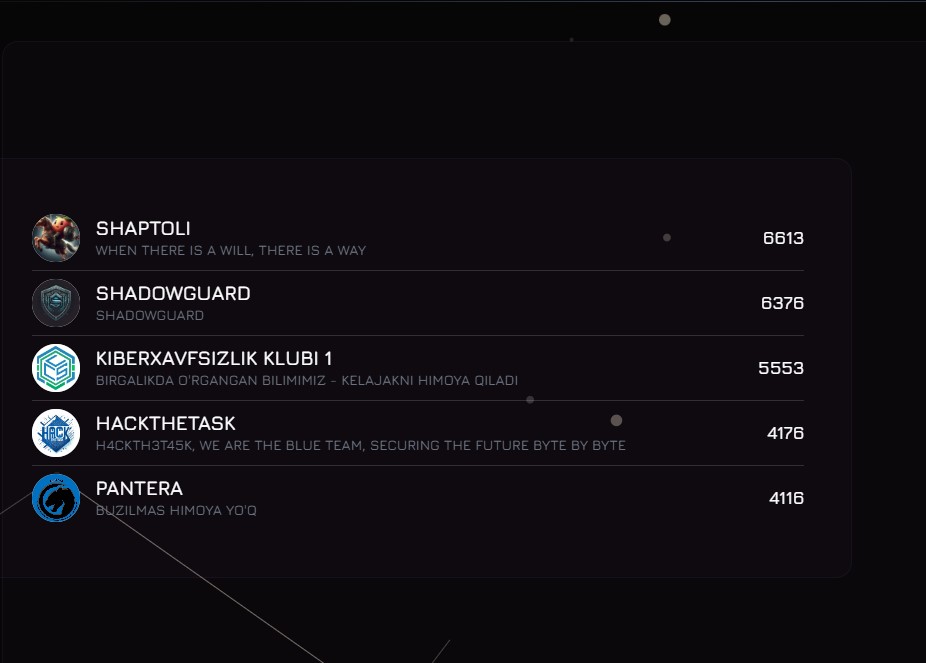 SHAPTOLI
WHEN THERE IS A WILL, THERE IS A WAY
6613
SHADOWGUARD
SHADOWGUARD
6376
KIBERXAVFSIZLIK KLUBI 1
BIRGALIKDA O'RGANGAN BILIMIMIZ - KELAJAKNI HIMOYA QILADI
5553
HACK
HACKTHETASK
H4CKTH3T45K, WE ARE THE BLUE TEAM, SECURING THE FUTURE BYTE BY BYTE
4176
PANTERA
BUZILMAS HIMOYA YO'Q
4116